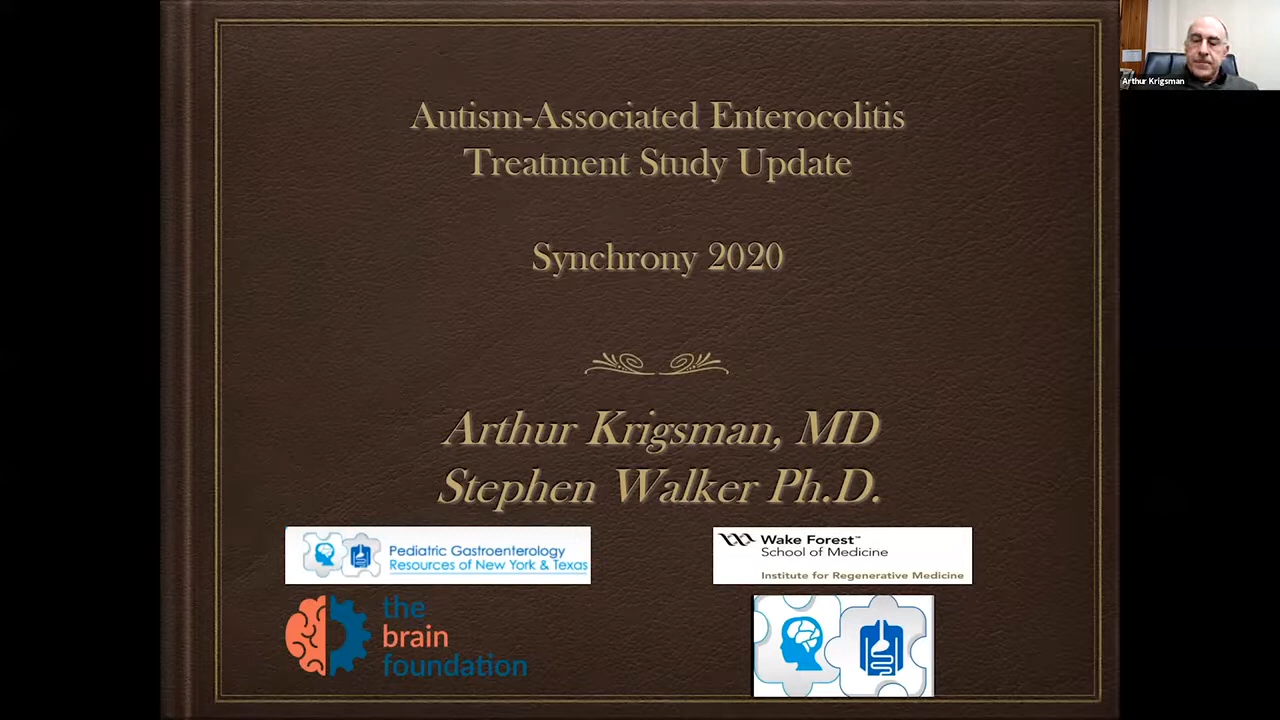 Autism-Associated Enterocolitis
Treatment Study Update
Synchrony 2020
Arthur Krigsman, MD
Stephen Walker Ph.D.
Pediatric Gastroenterology
Resources of New York & Texas
Wake Forest™
School of Medicine
Institute for Regenerative Medicine
the
brain
foundation
Arthur Krigsman